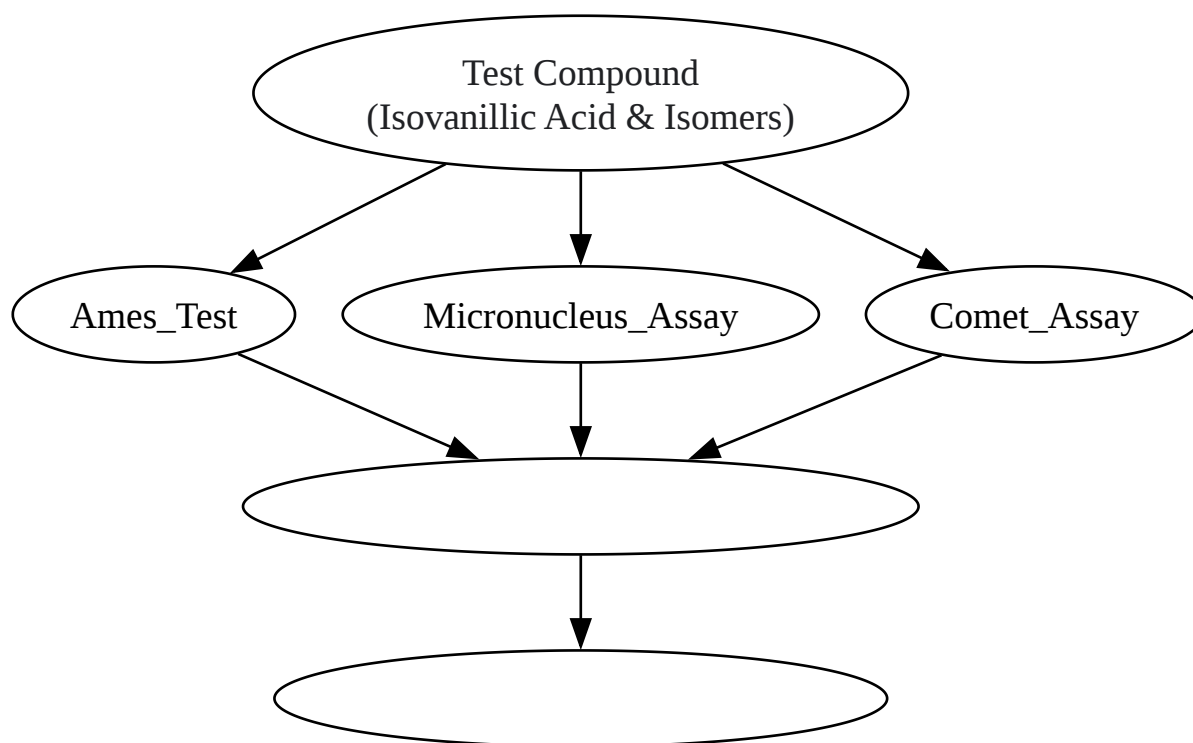 Test Compound
(Isovanillic Acid & Isomers)
Ames_Test
Micronucleus_Assay
Comet_Assay